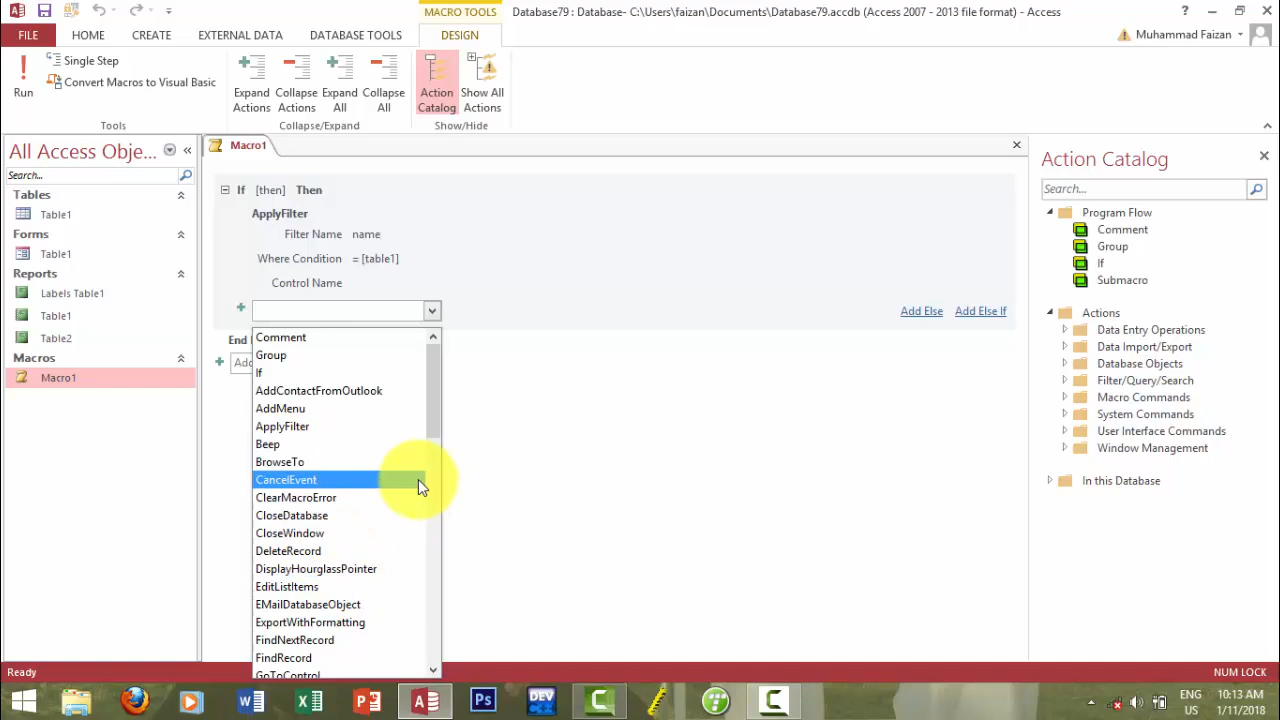 MACRO TOOLS
Database79 : Database- C:\Users\faizan\Documents\Database79.accdb (Access 2007 - 2013 file format) - Access
FILE HOME CREATE EXTERNAL DATA DATABASE TOOLS DESIGN
Muhammad Faizan
Run
Single Step
Convert Macros to Visual Basic
Tools
Expand Actions
Collapse Actions
Expand All
Collapse All
Collapse/Expand
Action Catalog
Show All Actions
Show/Hide
All Access Obje...
Search...
Tables
Table1
Forms
Table1
Reports
Labels Table1
Table1
Table2
Macros
Macro1
Macro1
If [then] Then
ApplyFilter
Filter Name name
Where Condition = [table1]
Control Name
Add Else Add Else If
End
Add
Comment
Group
If
AddContactFromOutlook
AddMenu
ApplyFilter
Beep
BrowseTo
CancelEvent
ClearMacroError
CloseDatabase
CloseWindow
DeleteRecord
DisplayHourglassPointer
EditListItems
EMailDatabaseObject
ExportWithFormatting
FindNextRecord
FindRecord
GoToControl
Action Catalog
Search...
Program Flow
Comment
Group
If
Submacro
Actions
Data Entry Operations
Data Import/Export
Database Objects
Filter/Query/Search
Macro Commands
System Commands
User Interface Commands
Window Management
In this Database
Ready
NUM LOCK
DEV
ENG
US
10:13 AM
1/11/2018